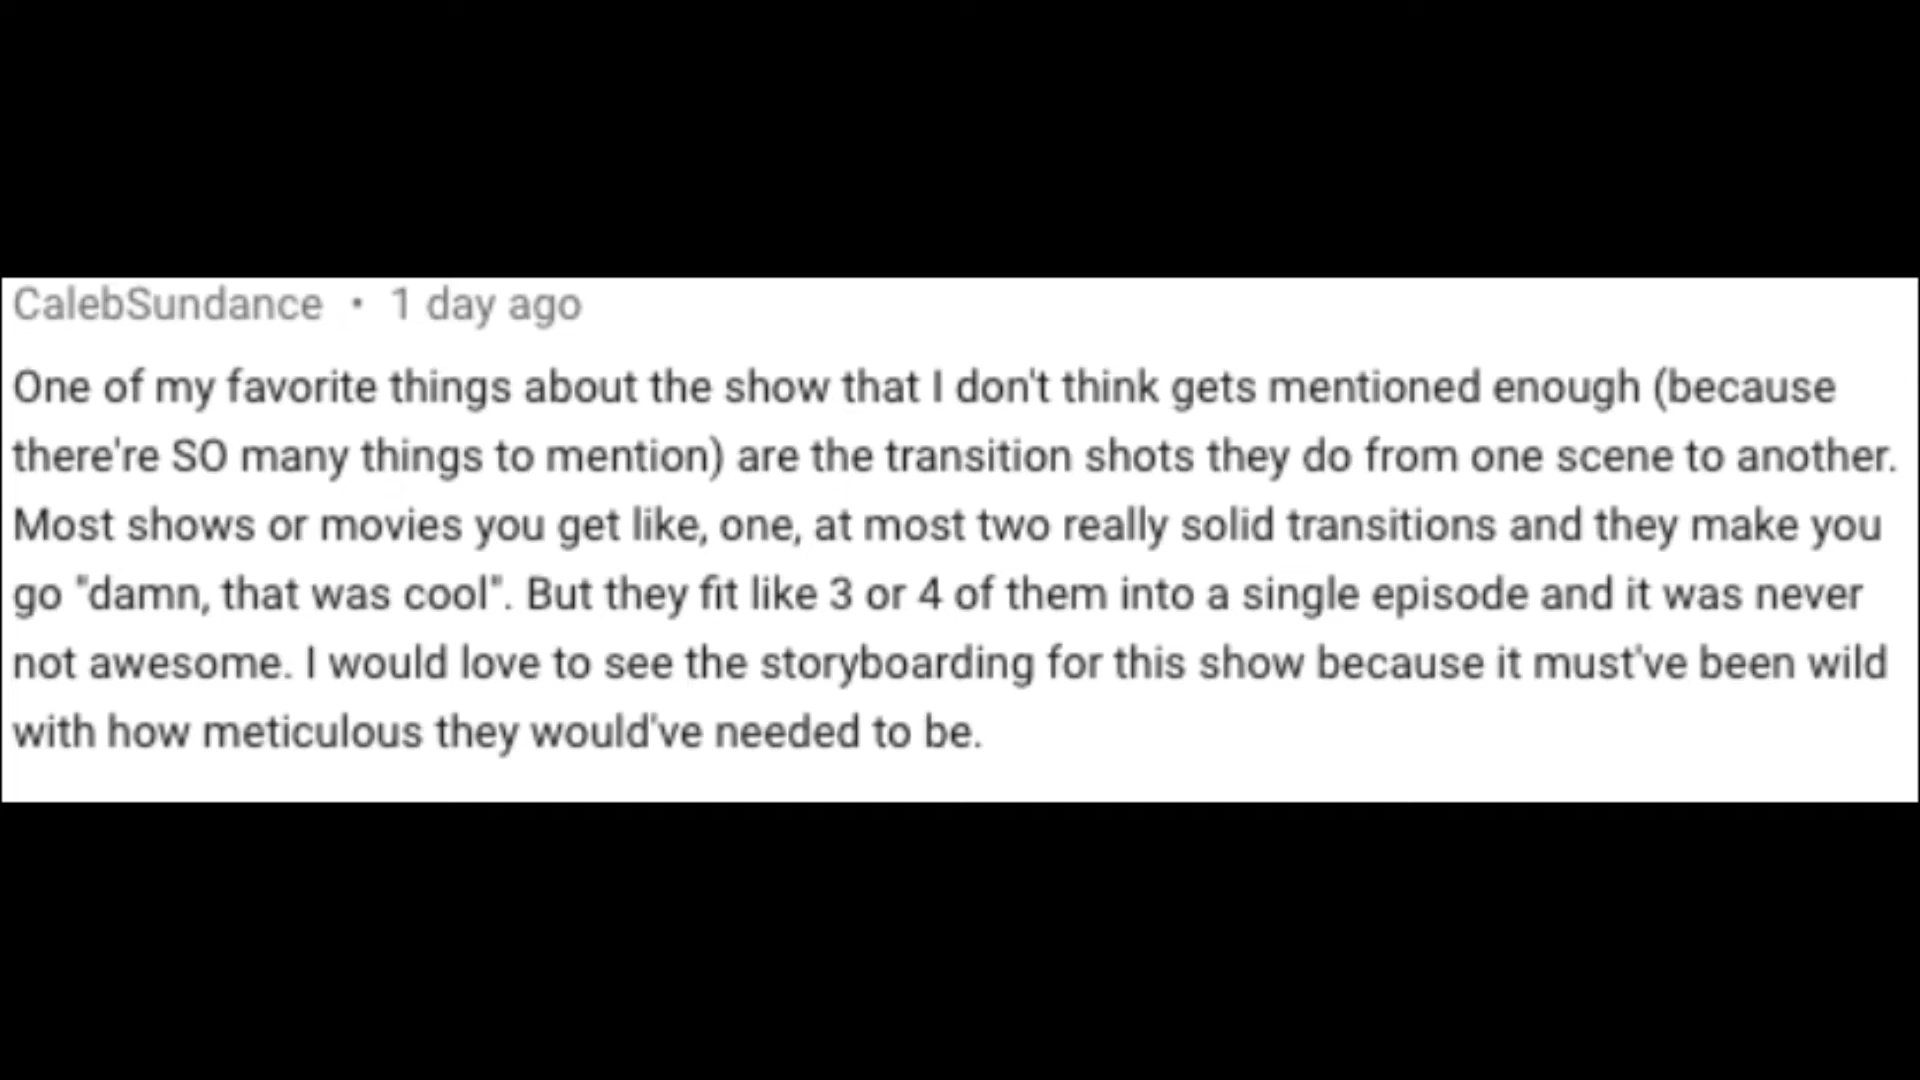 CalebSundance • 1 day ago
One of my favorite things about the show that I don't think gets mentioned enough (because
there're SO many things to mention) are the transition shots they do from one scene to another.
Most shows or movies you get like, one, at most two really solid transitions and they make you
go "damn, that was cool". But they fit like 3 or 4 of them into a single episode and it was never
not awesome. I would love to see the storyboarding for this show because it must've been wild
with how meticulous they would've needed to be.